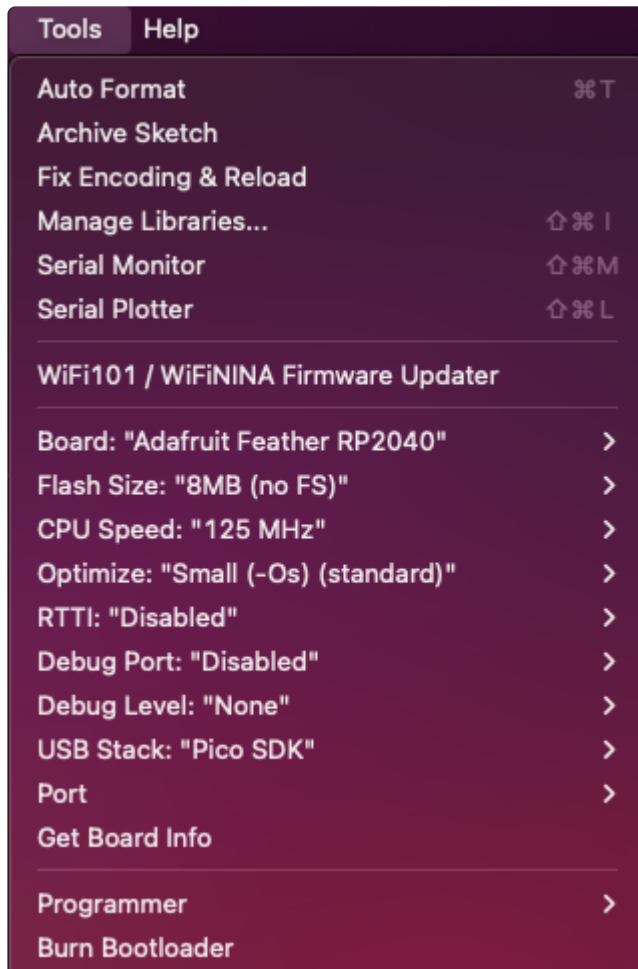 Tools Help
Auto Format ⌘T
Archive Sketch
Fix Encoding & Reload
Manage Libraries... ⇧⌘I
Serial Monitor ⇧⌘M
Serial Plotter ⇧⌘L
WiFi101 / WiFiNINA Firmware Updater
Board: "Adafruit Feather RP2040" >
Flash Size: "8MB (no FS)" >
CPU Speed: "125 MHz" >
Optimize: "Small (-Os) (standard)" >
RTTI: "Disabled" >
Debug Port: "Disabled" >
Debug Level: "None" >
USB Stack: "Pico SDK" >
Port >
Get Board Info
Programmer >
Burn Bootloader